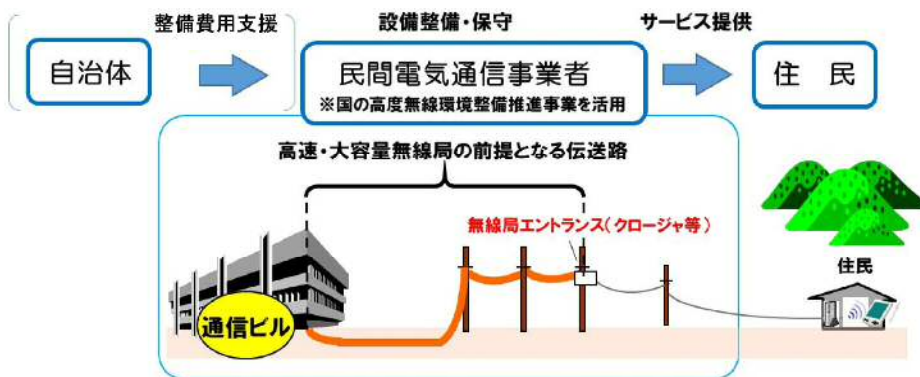 整備費用支援
設備整備・保守
サービス提供
自治体
民間電気通信事業者
※国の高度無線環境整備推進事業を活用
住 民
高速・大容量無線局の前提となる伝送路
無線局エントランス(クロージャ等)
住民
通信ビル